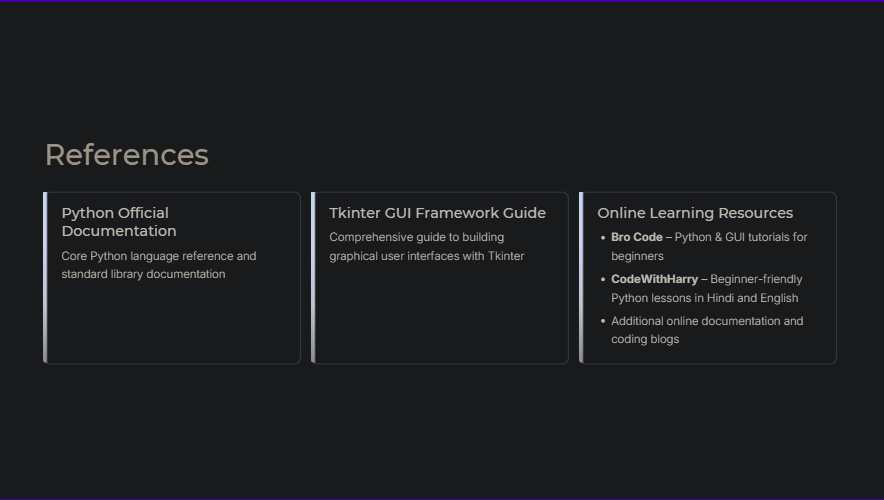 References
Python Official
Documentation
Core Python language reference and
standard library documentation
Tkinter GUI Framework Guide
Comprehensive guide to building
graphical user interfaces with Tkinter
Online Learning Resources
• Bro Code – Python & GUI tutorials for
beginners
• CodeWithHarry – Beginner-friendly
Python lessons in Hindi and English
• Additional online documentation and
coding blogs